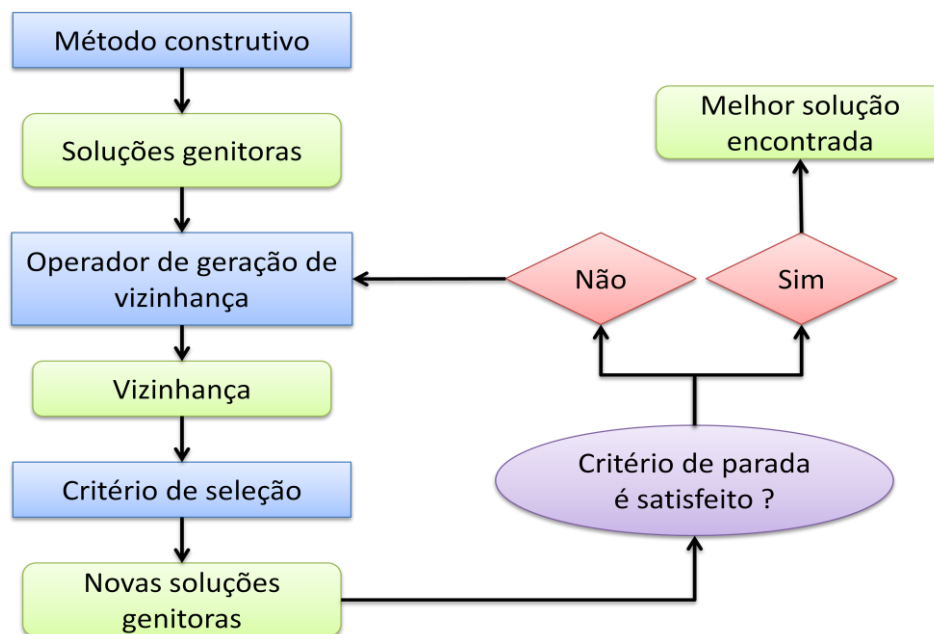 Método construtivo
Soluções genitoras
Operador de geração de
vizinhança
Vizinhança
Critério de seleção
Novas soluções
genitoras
Critério de parada
é satisfeito ?
Não
Sim
Melhor solução
encontrada